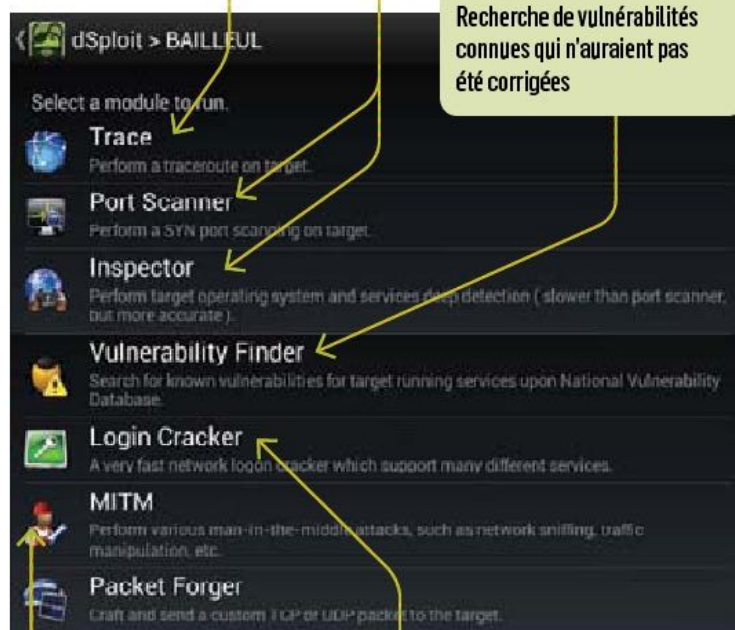 Recherche de vulnérabilités
connues qui n'auraient pas
été corrigées
dSploit > BAILLEUL
Select a module to run.
Trace
Perform a traceroute on target.
Port Scanner
Perform a SYN port scanning on target.
Inspector
Perform target operating system and services deep detection ( slower than port scanner,
but more accurate ).
Vulnerability Finder
Search for known vulnerabilities for target running services upon National Vulnerability
Database.
Login Cracker
A very fast network logon cracker which support many different services.
MITM
Perform various man-in-the-middle attacks, such as network sniffing, traffic
manipulation, etc.
Packet Forger
Craft and send a custom TCP or UDP packet to the target.